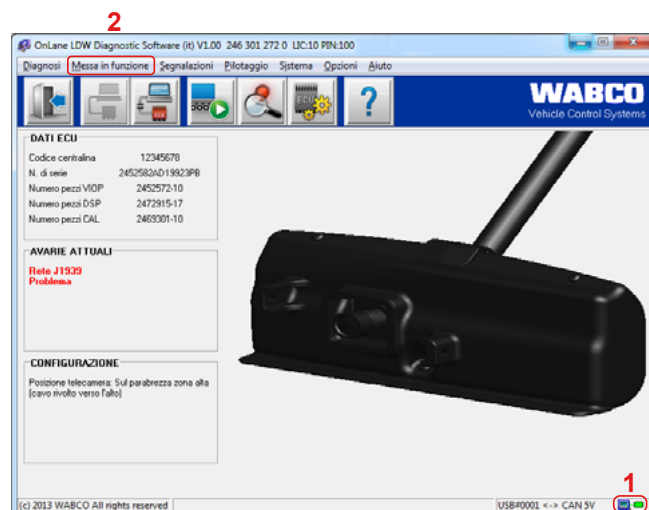 2
OnLane LDW Diagnostic Software (it) V1.00 246 301 272 0 LIC:10 PIN:100
Diagnosi Messa in funzione Segnalazioni Pilotaggio Sistema Opzioni Aiuto
ECU
?
WABCO
Vehicle Control Systems
DATI ECU
Codice centralina 12345678
N. di serie 2452582AD19923PB
Numero pezzi VIOP 2452572-10
Numero pezzi DSP 2472915-17
Numero pezzi CAL 2469301-10
AVARIE ATTUALI
Rete J1939
Problema
CONFIGURAZIONE
Posizione telecamera: Sul parabrezza zona alta
(cavo rivolto verso l'alto)
1
(c) 2013 WABCO All rights reserved
USB#0001 <-> CAN 5V